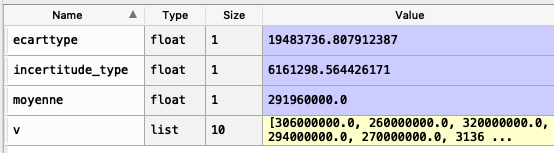 Name ▲ Type Size Value
ecarttype float 1 19483736.807912387
incertitude_type float 1 6161298.564426171
moyenne float 1 291960000.0
v list 10 [306000000.0, 260000000.0, 320000000.0,
294000000.0, 270000000.0, 3136 ...